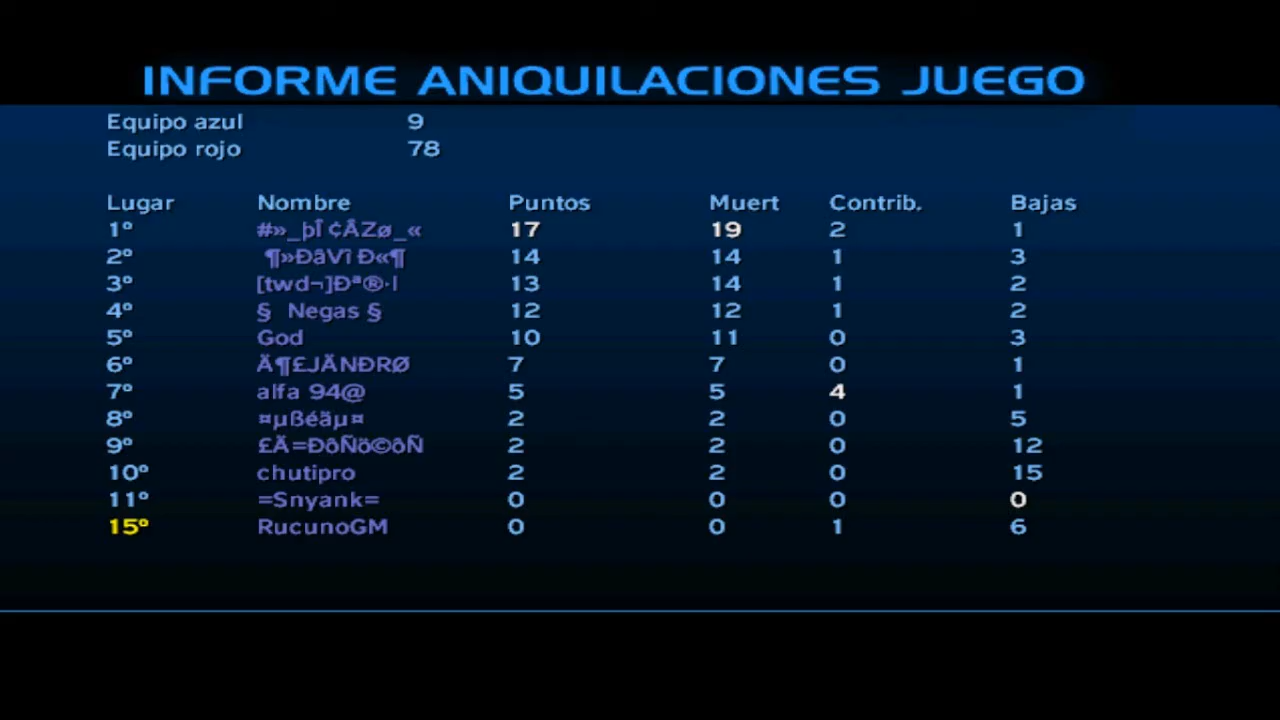 INFORME ANIQUILACIONES JUEGO
Equipo azul 9
Equipo rojo 78
Lugar Nombre Puntos Muert Contrib. Bajas
1º #»_þÎ ¢ÂZø_« 17 19 2 1
2º ¶»ÐâVî Ð«¶ 14 14 1 3
3º [twd¬]Ðª®·l 13 14 1 2
4º § Negas § 12 12 1 2
5º God 10 11 0 3
6º Ä¶£JÄNÐRØ 7 7 0 1
7º alfa 94@ 5 5 4 1
8º ¤µßéäµ¤ 2 2 0 5
9º £Ä=ÐôÑö©ôÑ 2 2 0 12
10º chutipro 2 2 0 15
11º =Snyank= 0 0 0 0
15º RucunoGM 0 0 1 6